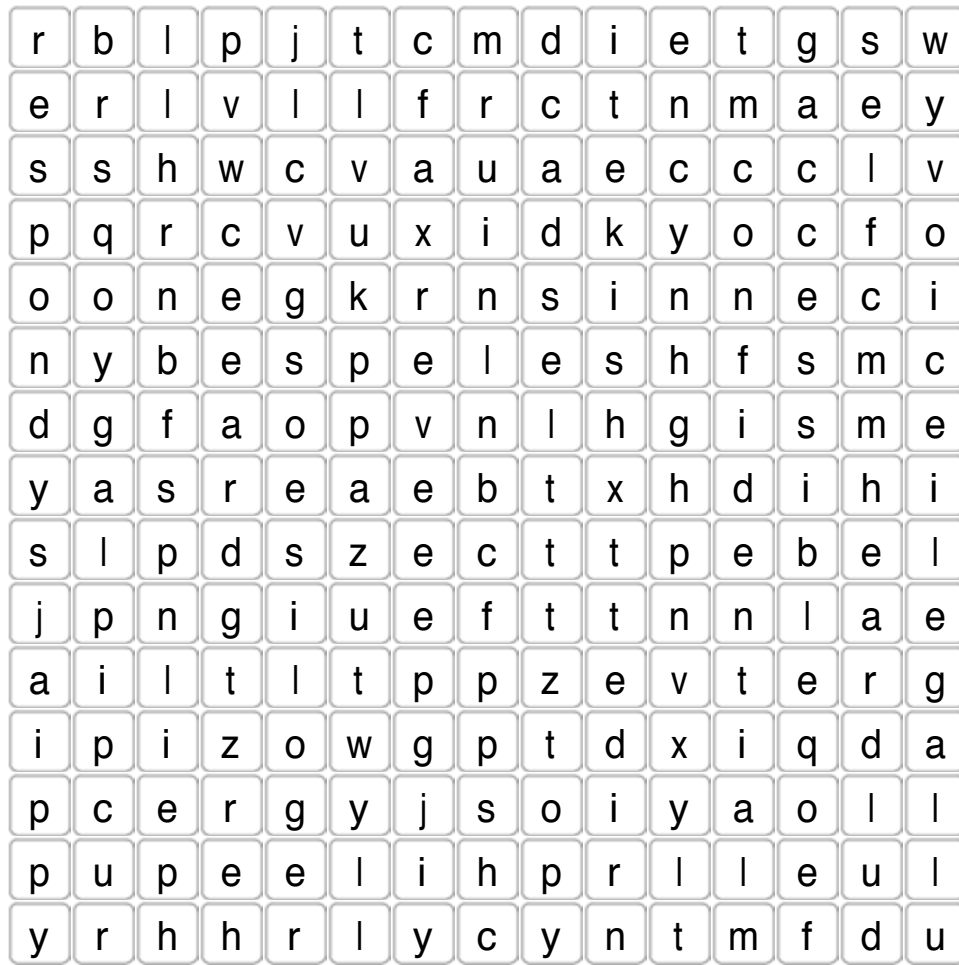 r b l p j t c m d i e t g s w
e r l v l l f r c t n m a e y
s s h w c v a u a e c c c l v
p q r c v u x i d k y o c f o
o o n e g k r n s i n n e c i
n y b e s p e l e s h f s m c
d g f a o p v n l h g i s m e
y a s r e a e b t x h d i h i
s l p d s z e c t t p e b e l
j p n g i u e f t t n n l a e
a i l t l t p p z e v t e r g
i p i z o w g p t d x i q d a
p c e r g y j s o i y a o l l
p u p e e l i h p r l l e u l
y r h h r l y c y n t m f d u